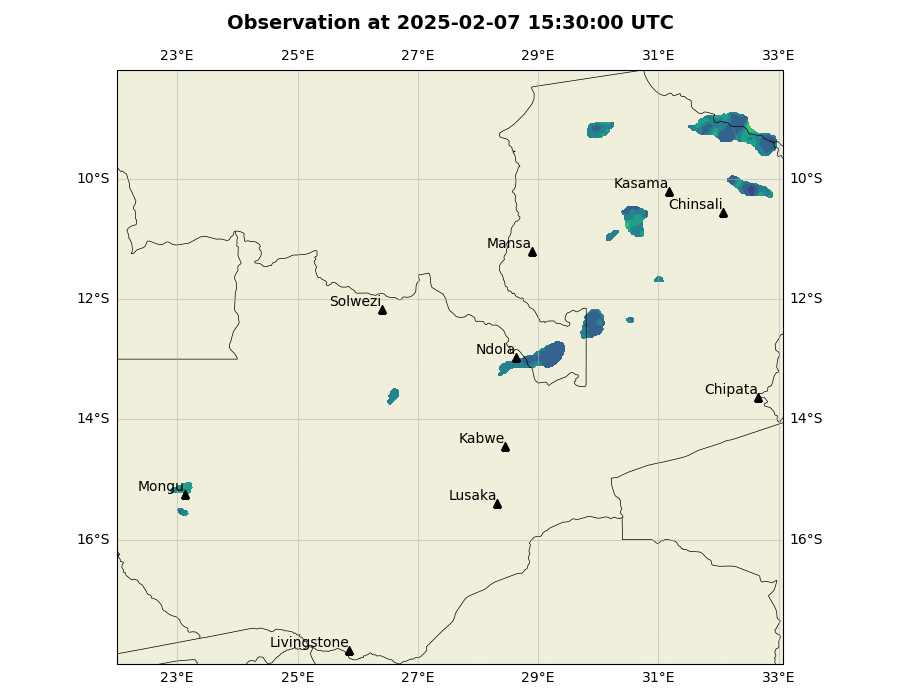 Observation at 2025-02-07 15:30:00 UTC
23°E 25°E 27°E 29°E 31°E 33°E
10°S 10°S
Kasama
Chinsali
Mansa
12°S 12°S
Solwezi
Ndola
Chipata
14°S 14°S
Kabwe
Mongu
Lusaka
16°S 16°S
Livingstone
23°E 25°E 27°E 29°E 31°E 33°E